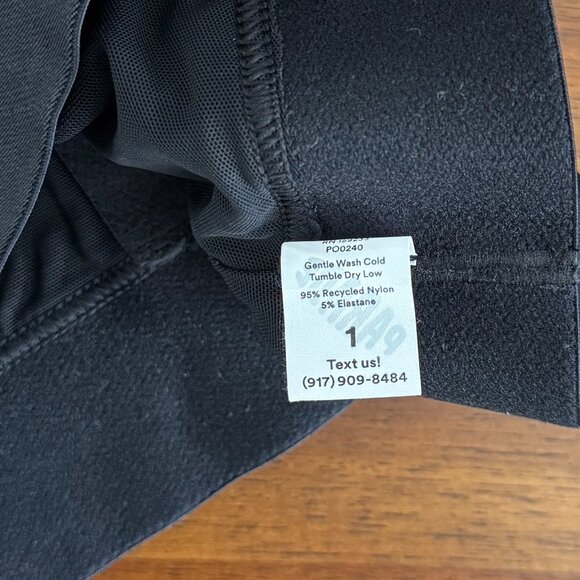 PO0240
Gentle Wash Cold
Tumble Dry Low
95% Recycled Nylon
5% Elastane
1
Text us!
(917) 909-8484